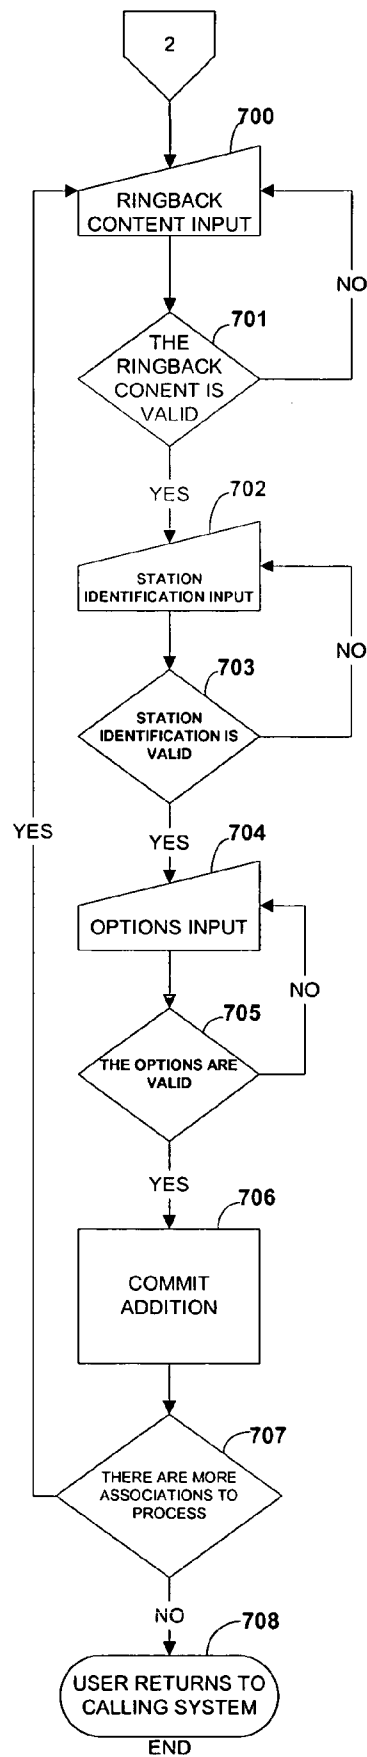 2
700
RINGBACK
CONTENT INPUT
NO
701
THE
RINGBACK
CONENT IS
VALID
YES
702
STATION
IDENTIFICATION INPUT
NO
703
STATION
IDENTIFICATION IS
VALID
YES
YES
704
OPTIONS INPUT
NO
705
THE OPTIONS ARE
VALID
YES
706
COMMIT
ADDITION
707
THERE ARE MORE
ASSOCIATIONS TO
PROCESS
NO
708
USER RETURNS TO
CALLING SYSTEM
END